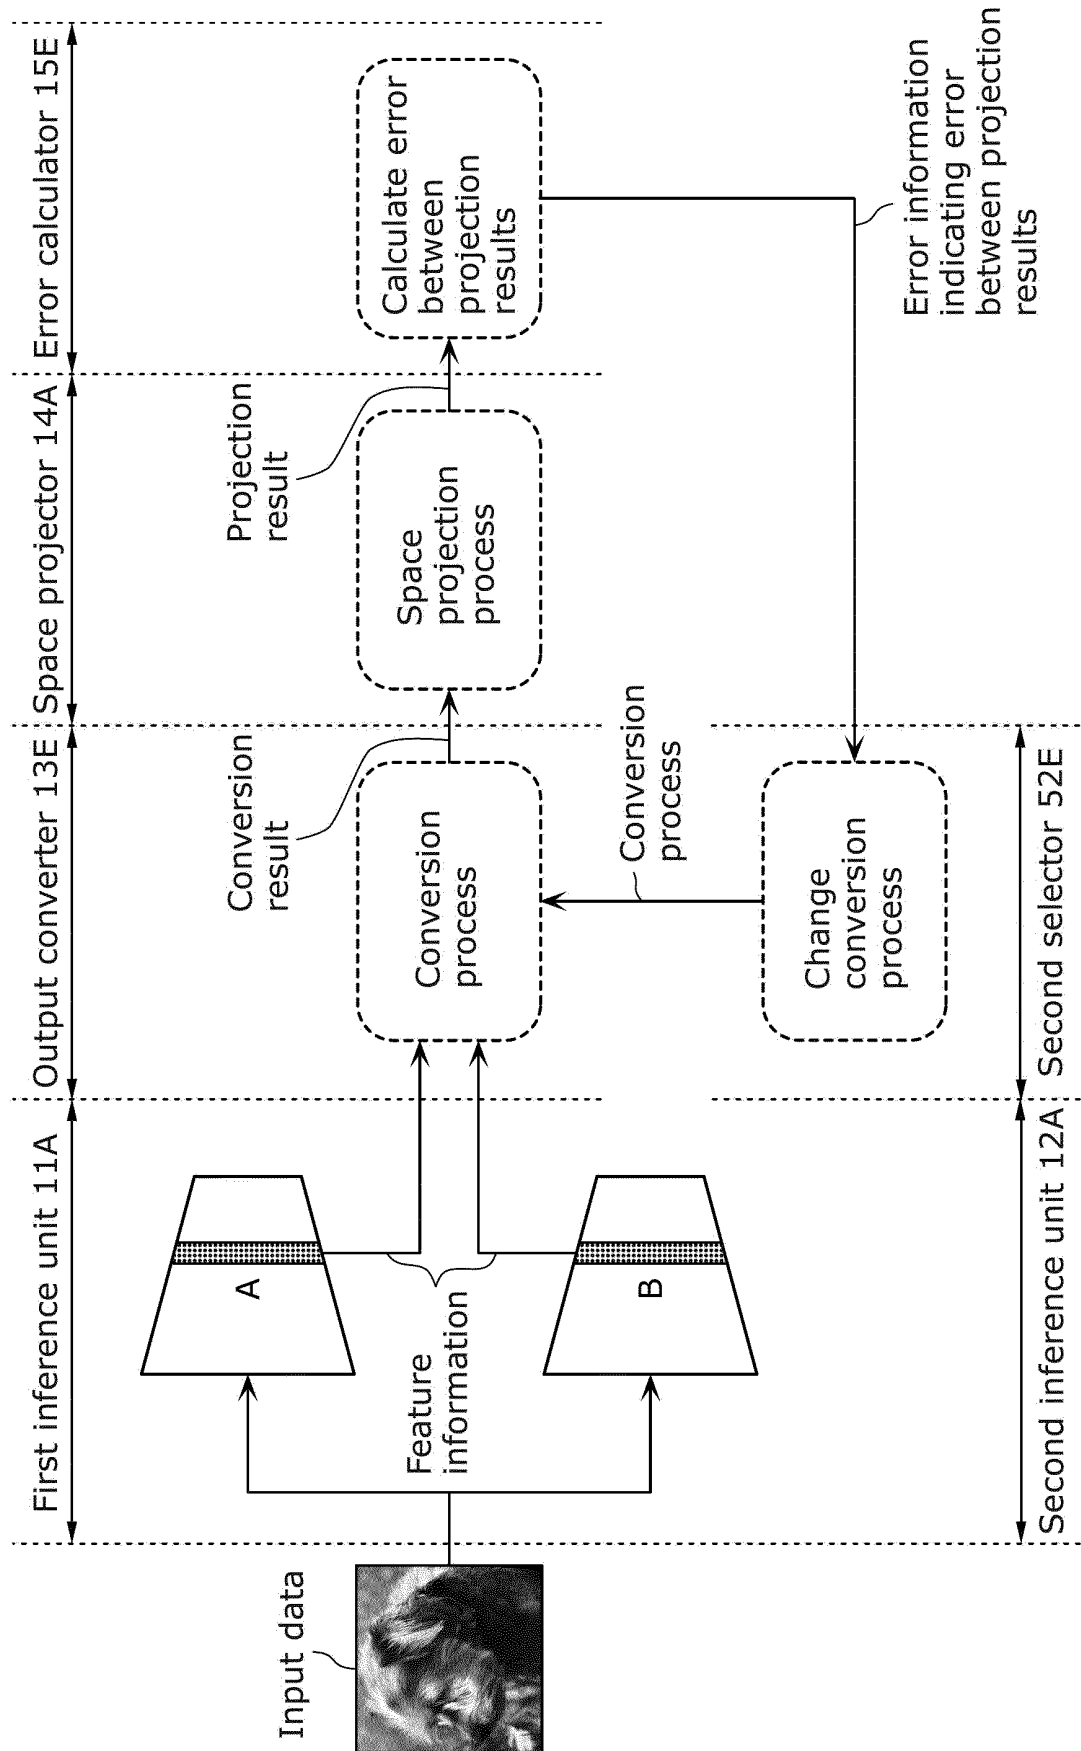 First inference unit 11A
Output converter 13E
Space projector 14A
Error calculator 15E
Input data
A
B
Feature
information
Conversion
process
Conversion
result
Space
projection
process
Projection
result
Calculate error
between
projection
results
Change
conversion
process
Conversion
process
Error information
indicating error
between projection
results
Second inference unit 12A
Second selector 52E